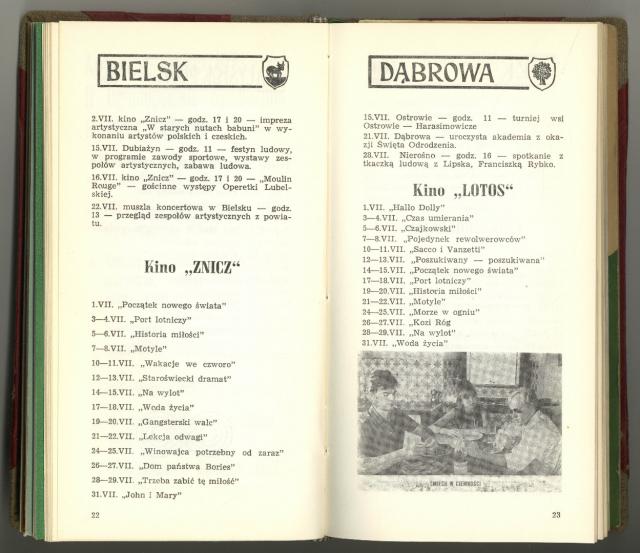 BIELSK
2.VII. kino „Znicz" — godz. 17 i 20 — impreza
artystyczna „W starych nutach babuni" w wy-
konaniu artystów polskich i czeskich.
15.VII. Dubiażyn — godz. 11 — festyn ludowy,
w programie zawody sportowe, wystawy zes-
połów artystycznych, zabawa ludowa.
16.VII. kino „Znicz" — godz. 17 i 20 — „Moulin
Rouge" — gościnne występy Operetki Lubel-
skiej.
22.VII. muszla koncertowa w Bielsku — godz.
13 — przegląd zespołów artystycznych z powia-
tu.
Kino „ZNICZ"
1.VII. „Początek nowego świata"
3—4.VII. „Port lotniczy"
5—6.VII. „Historia miłości"
7—8.VII. „Motyle"
10—11.VII. „Wakacje we czworo"
12—13.VII. „Staroświecki dramat"
14—15.VII. „Na wylot"
17—18.VII. „Woda życia"
19—20.VII. „Gangsterski walc"
21—22.VII. „Lekcja odwagi"
24—25.VII. „Winowajca potrzebny od zaraz"
26—27.VII. „Dom państwa Bories"
28—29.VII. „Trzeba zabić tę miłość"
31.VII. „John i Mary"
22
DĄBROWA
15.VII. Ostrowie — godz. 11 — turniej wsi
Ostrowie — Harasimowicze
21.VII. Dąbrowa — uroczysta akademia z oka-
zji Święta Odrodzenia.
28.VII. Nierośno — godz. 16 — spotkanie z
tkaczką ludową z Lipska, Franciszką Rybko.
Kino „LOTOS"
1.VII. „Hallo Dolly"
3—4.VII. „Czas umierania"
5—6.VII. „Czajkowski"
7—8.VII. „Pojedynek rewolwerowców"
10—11.VII. „Sacco i Vanzetti"
12—13.VII. „Poszukiwany — poszukiwana"
14—15.VII. „Początek nowego świata"
17—18.VII. „Port lotniczy"
19—20.VII. „Historia miłości"
21—22.VII. „Motyle"
24—25.VII. „Morze w ogniu"
26—27.VII. „Kozi Róg
28—29.VII. „Na wylot"
31.VII. „Woda życia"
ŚMIECH W CIEMNOŚCI
23